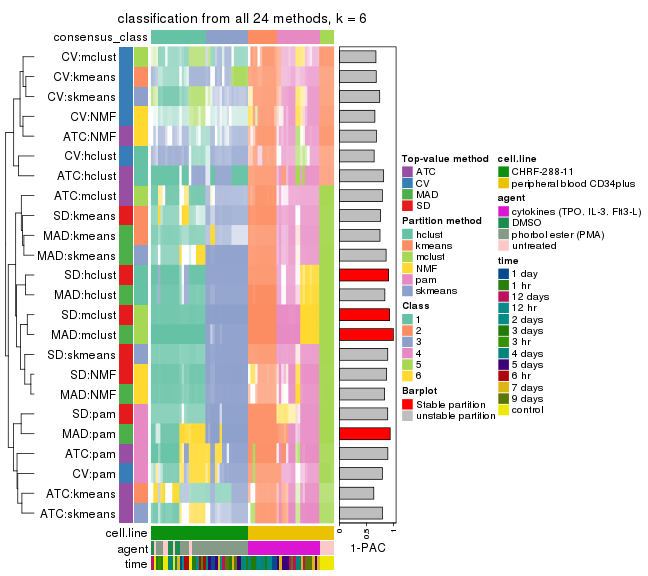 classification from all 24 methods, k = 6
consensus_class
CV:mclust
CV:kmeans
CV:skmeans
CV:NMF
ATC:NMF
CV:hclust
ATC:hclust
ATC:mclust
SD:kmeans
MAD:kmeans
MAD:skmeans
SD:hclust
MAD:hclust
SD:mclust
MAD:mclust
SD:skmeans
SD:NMF
MAD:NMF
SD:pam
MAD:pam
ATC:pam
CV:pam
ATC:kmeans
ATC:skmeans
cell.line
agent
time
0
0.5
1
1-PAC
Top-value method
ATC
CV
MAD
SD
Partition method
hclust
kmeans
mclust
NMF
pam
skmeans
Class
1
2
3
4
5
6
Barplot
Stable partition
unstable partition
cell.line
CHRF-288-11
peripheral blood CD34plus
agent
cytokines (TPO. IL-3. Flt3-L)
DMSO
phorbol ester (PMA)
untreated
time
1 day
1 hr
12 days
12 hr
2 days
3 days
3 hr
4 days
5 days
6 hr
7 days
9 days
control